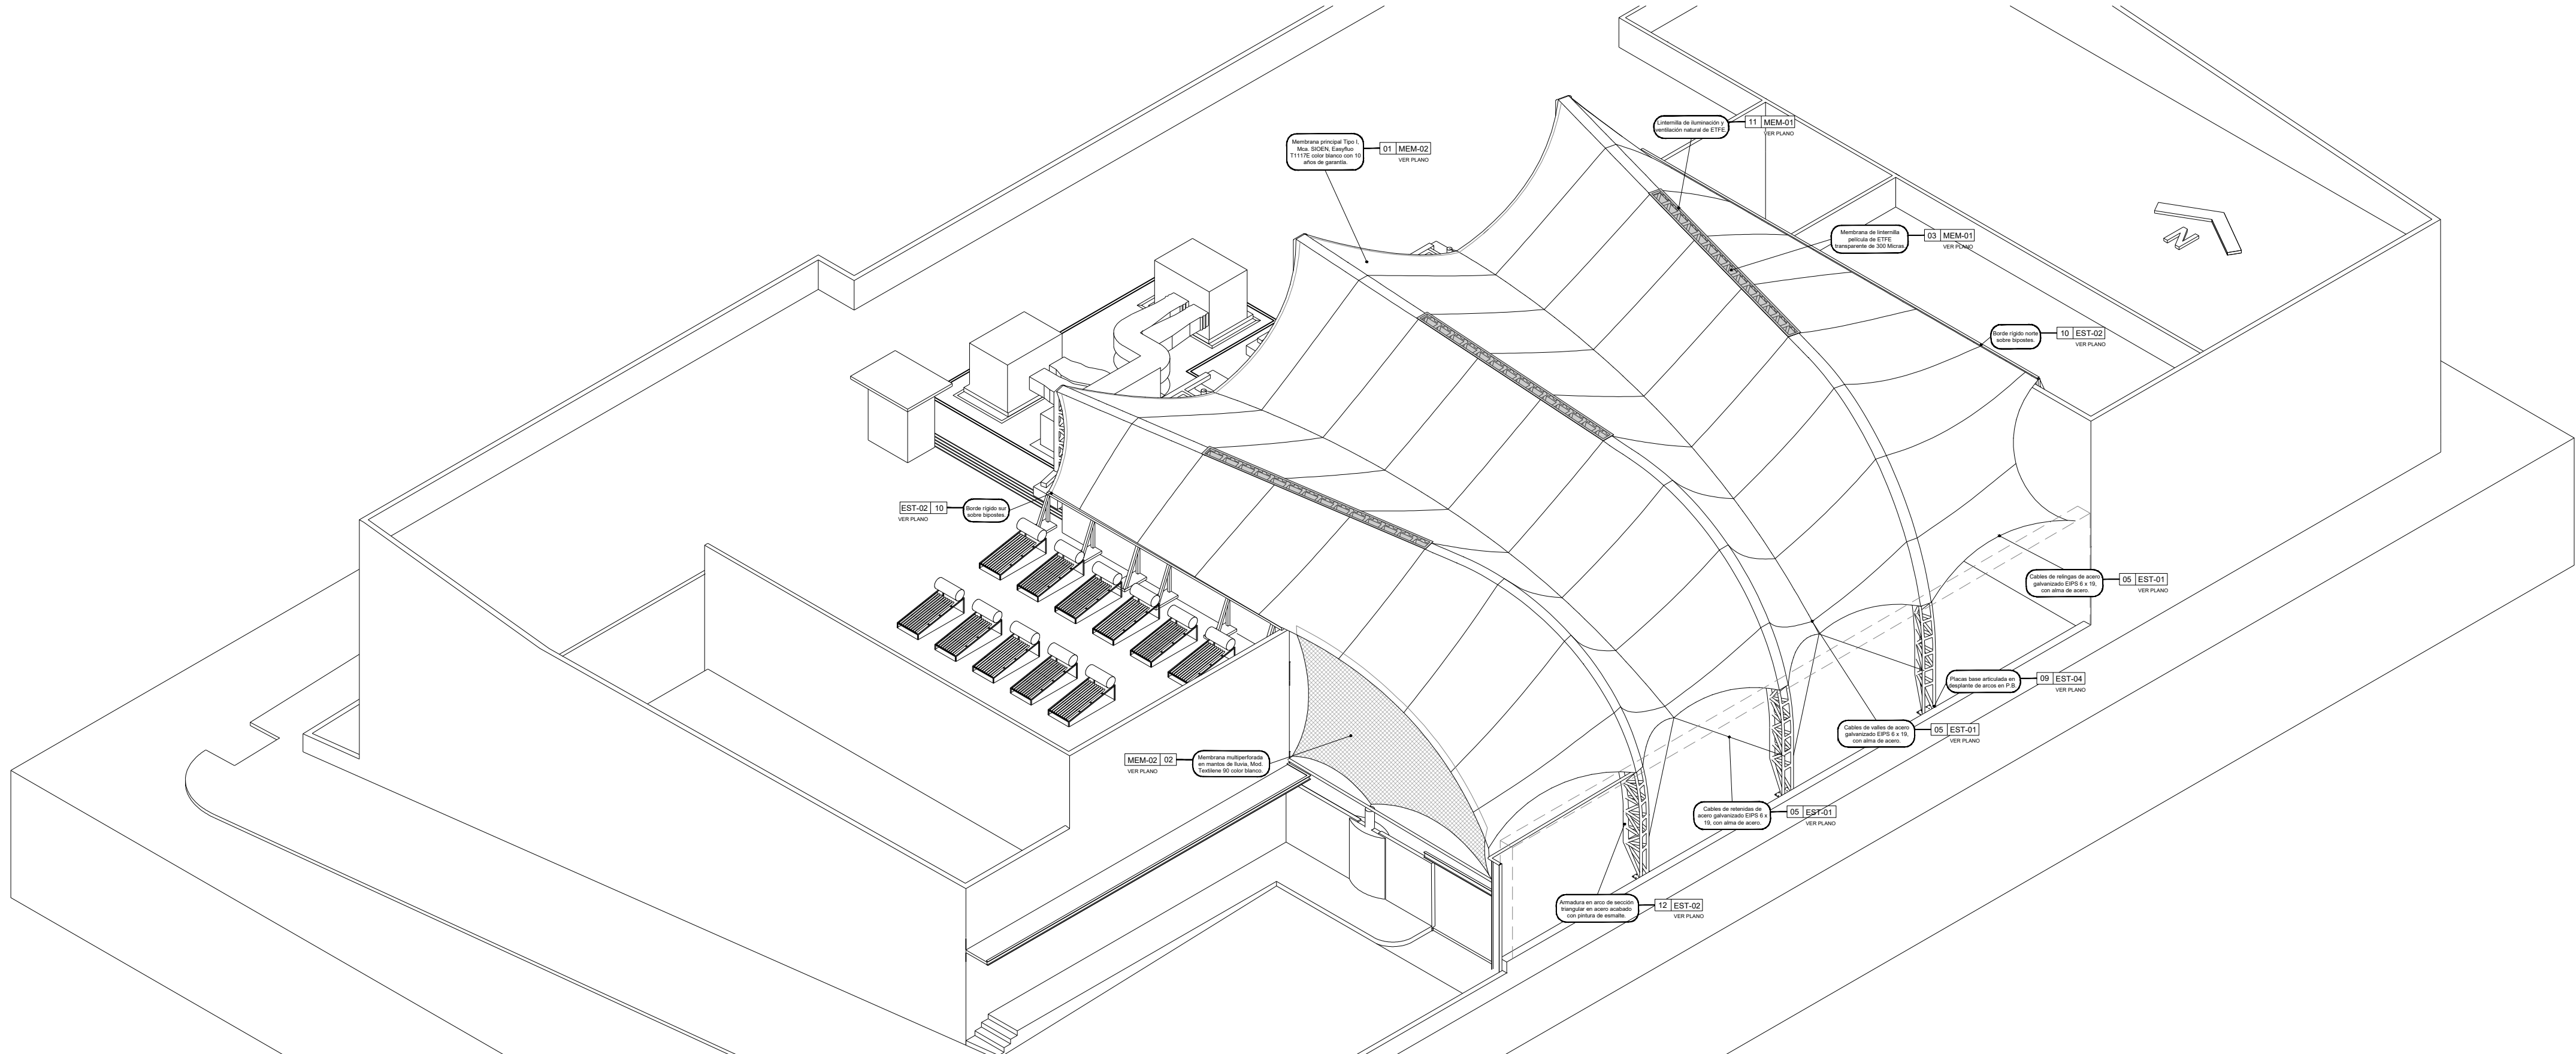 Membrana principal Tipo I,
Mca. SIOEN, Easyfluo
T1117E color blanco con 10
años de garantía.
01 MEM-02
VER PLANO
Linternilla de iluminación y
ventilación natural de ETFE
11 MEM-01
VER PLANO
Membrana de linternilla
película de ETFE
transparente de 300 Micras
03 MEM-01
VER PLANO
N
Borde rígido norte
sobre bipostes.
10 EST-02
VER PLANO
EST-02 10
VER PLANO
Borde rígido sur
sobre bipostes.
Cables de relingas de acero
galvanizado EIPS 6 x 19,
con alma de acero.
05 EST-01
VER PLANO
Placas base articulada en
desplante de arcos en P.B.
09 EST-04
VER PLANO
Cables de valles de acero
galvanizado EIPS 6 x 19,
con alma de acero.
05 EST-01
VER PLANO
MEM-02 02
VER PLANO
Membrana multiperforada
en mantos de lluvia, Mod.
Textilene 90 color blanco.
Cables de retenidas de
acero galvanizado EIPS 6 x
19, con alma de acero.
05 EST-01
VER PLANO
Armadura en arco de sección
triangular en acero acabado
con pintura de esmalte.
12 EST-02
VER PLANO